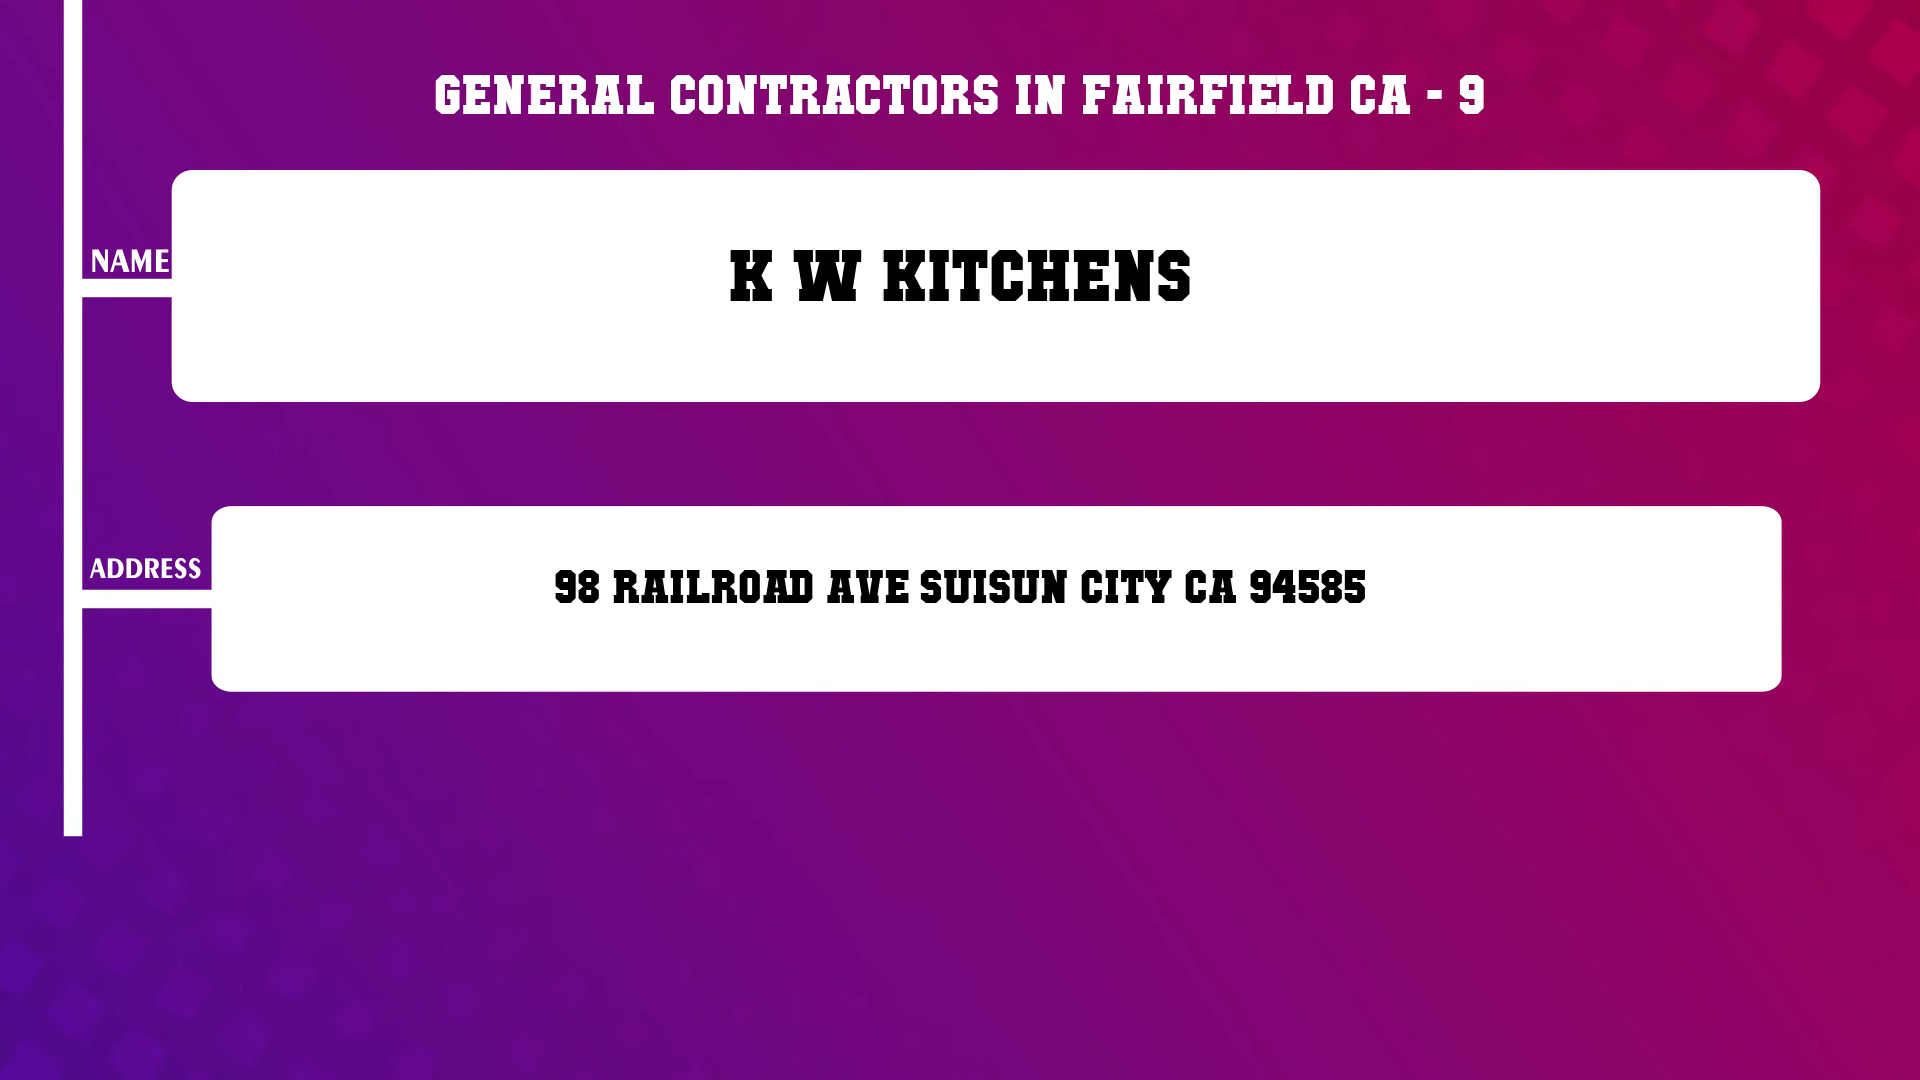 GENERAL CONTRACTORS IN FAIRFIELD CA - 9
NAME
K W KITCHENS
ADDRESS
98 RAILROAD AVE SUISUN CITY CA 94585